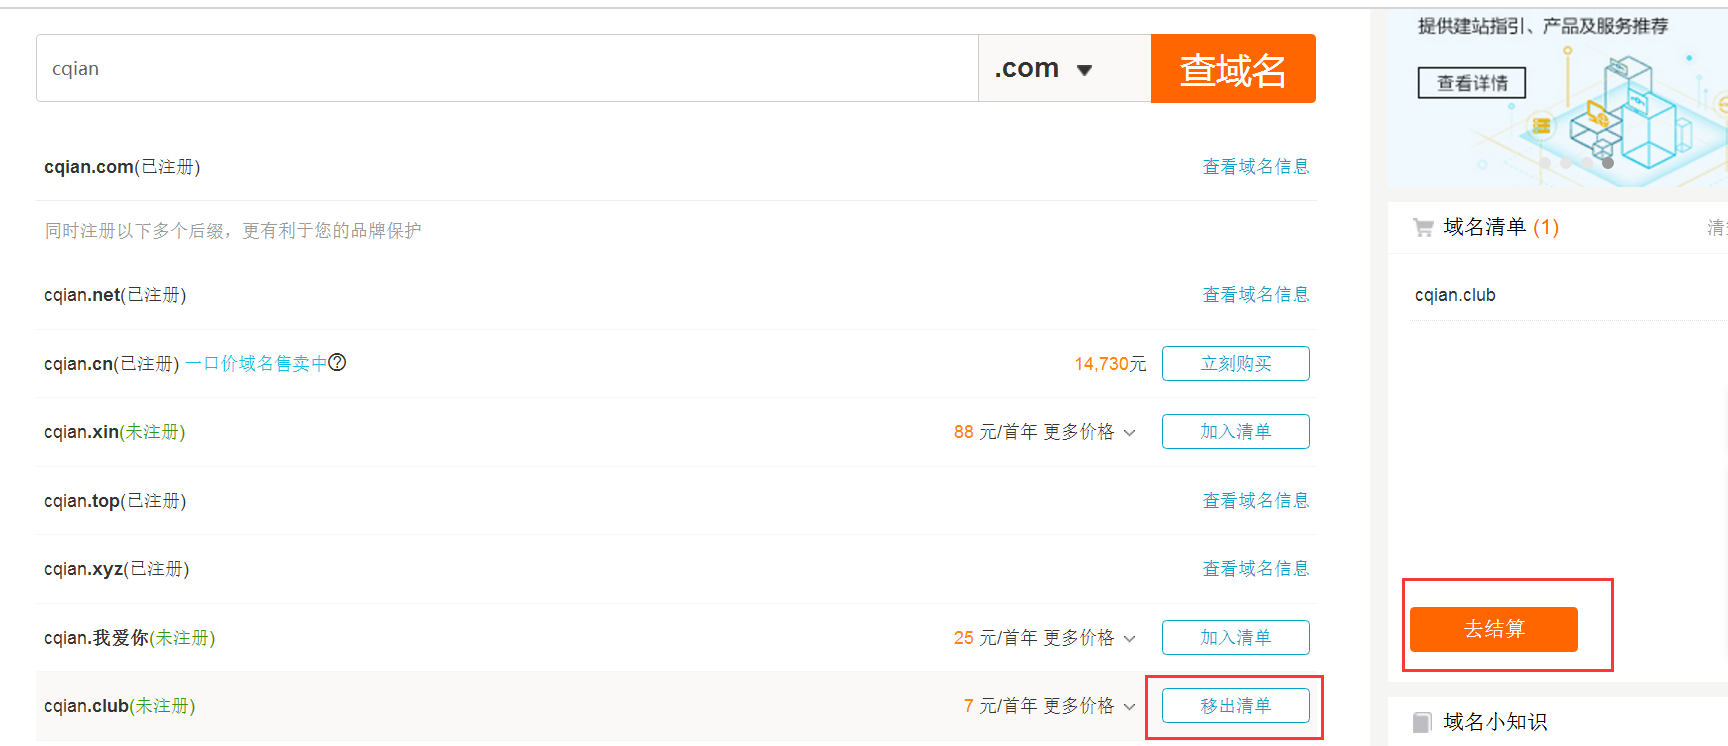 提供建站指引、产品及服务推荐
查看详情
cqian
.com
查域名
cqian.com(已注册)
查看域名信息
同时注册以下多个后缀，更有利于您的品牌保护
cqian.net(已注册)
查看域名信息
cqian.cn(已注册) 一口价域名售卖中?
14,730元
立刻购买
cqian.xin(未注册)
88 元/首年 更多价格
加入清单
cqian.top(已注册)
查看域名信息
cqian.xyz(已注册)
查看域名信息
cqian.我爱你(未注册)
25 元/首年 更多价格
加入清单
cqian.club(未注册)
7 元/首年 更多价格
移出清单
域名清单 (1)
清
cqian.club
去结算
域名小知识